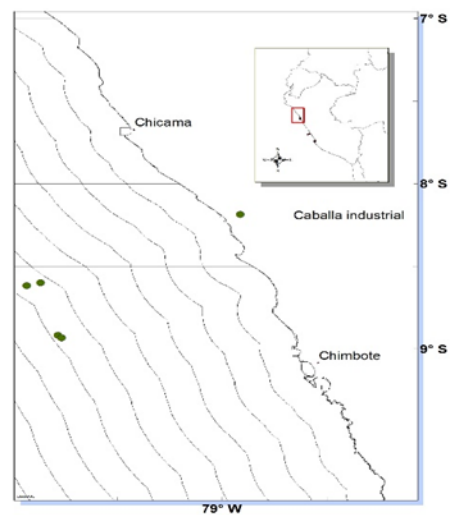 7° S
Chicama
8° S
Caballa industrial
Chimbote
9° S
79° W